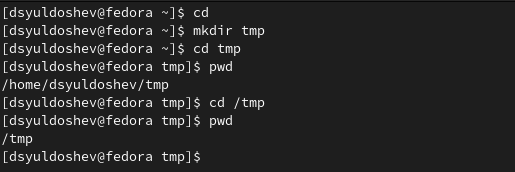 [dsyuldoshev@fedora ~]$ cd
[dsyuldoshev@fedora ~]$ mkdir tmp
[dsyuldoshev@fedora ~]$ cd tmp
[dsyuldoshev@fedora tmp]$ pwd
/home/dsyuldoshev/tmp
[dsyuldoshev@fedora tmp]$ cd /tmp
[dsyuldoshev@fedora tmp]$ pwd
/tmp
[dsyuldoshev@fedora tmp]$